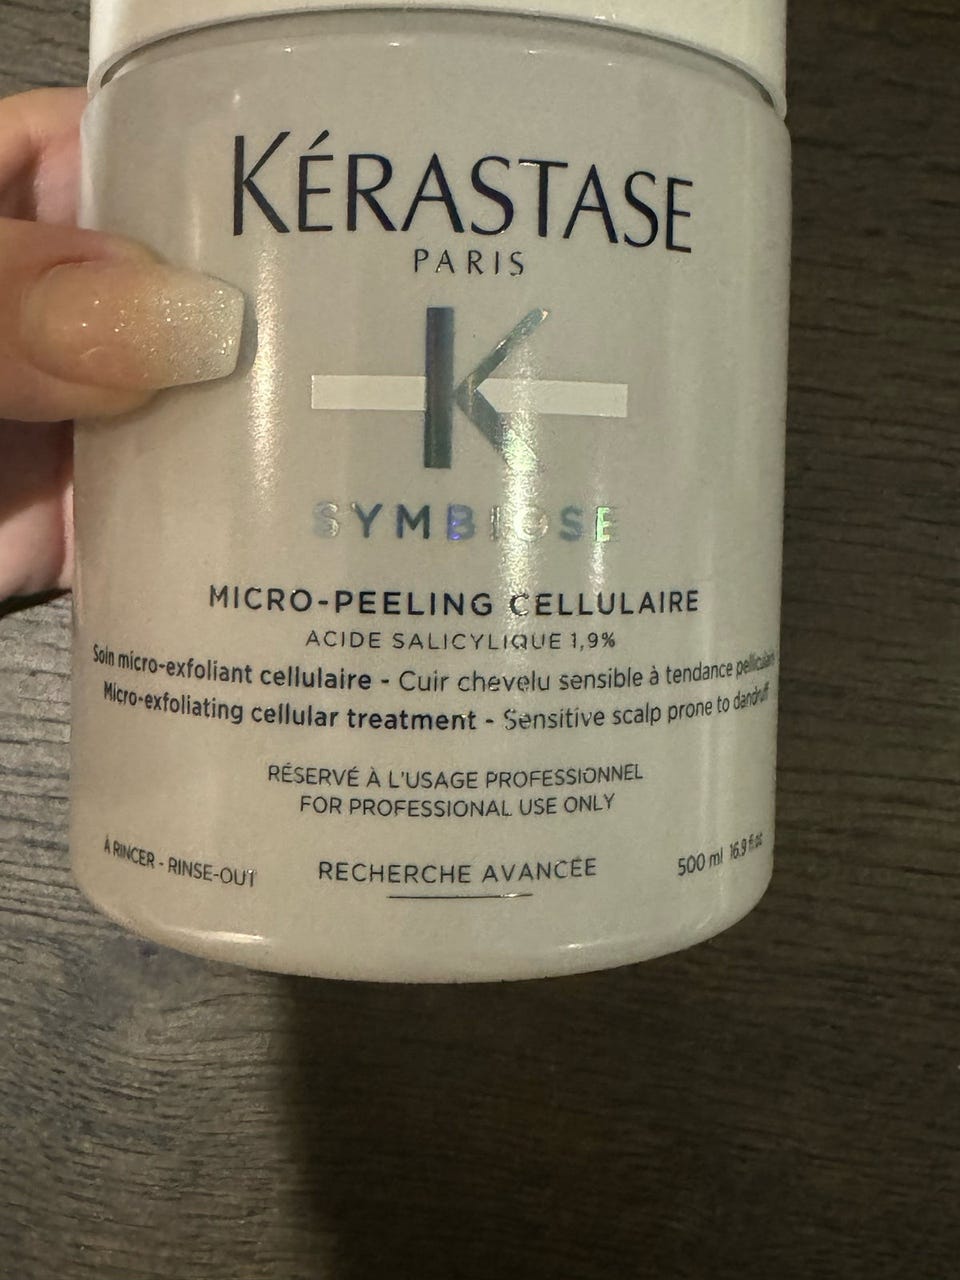 KÉRASTASE
PARIS
K
SYMBIOSE
MICRO-PEELING CELLULAIRE
ACIDE SALICYLIQUE 1,9%
Soin micro-exfoliant cellulaire - Cuir chevelu sensible à tendance pelliculaire
Micro-exfoliating cellular treatment - Sensitive scalp prone to dandruff
RÉSERVÉ À L'USAGE PROFESSIONNEL
FOR PROFESSIONAL USE ONLY
À RINCER - RINSE-OUT
RECHERCHE AVANCÉE
500 ml 16.9 fl.oz